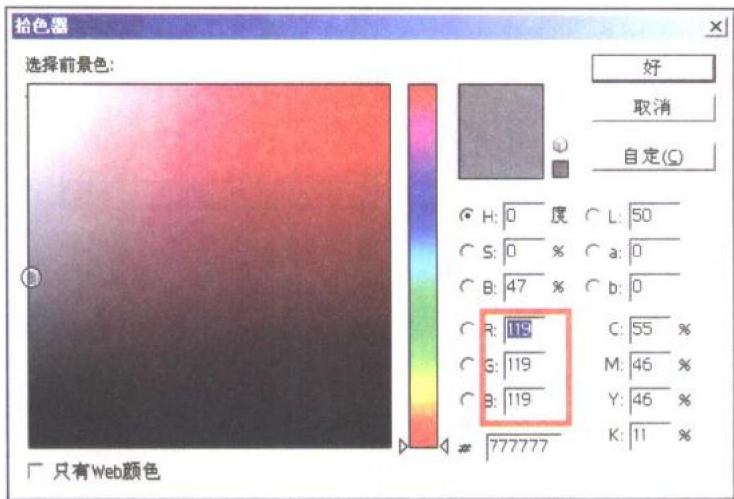 拾色器
选择前景色:
好
取消
自定(C)
H: 0 度
L: 50
S: 0 %
a: 0
B: 47 %
b: 0
R: 119
C: 55 %
G: 119
M: 46 %
B: 119
Y: 46 %
# 777777
K: 11 %
只有Web颜色